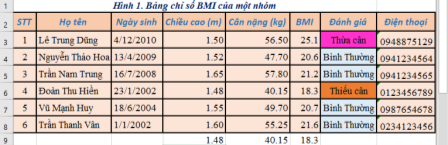 Hình 1. Bảng chỉ số BMI của một nhóm
STT Họ tên Ngày sinh Chiều cao (m) Cân nặng (kg) BMI Đánh giá Điện thoại
1 Lê Trung Dũng 4/12/2010 1.50 56.50 25.1 Thừa cân 0948875129
2 Nguyễn Thảo Hoa 13/4/2009 1.52 47.70 20.6 Bình Thường 0941234564
3 Trần Nam Trung 16/7/2008 1.65 57.80 21.2 Bình Thường 0941234565
4 Đoàn Thu Hiền 23/1/2002 1.48 40.15 18.3 Thiếu cân 0123456789
5 Vũ Mạnh Huy 18/6/2004 1.55 49.70 20.7 Bình Thường 0987654678
6 Trần Thanh Vân 1/1/2002 1.60 55.25 21.6 Bình Thường 0234123456
1.48 40.15 18.3